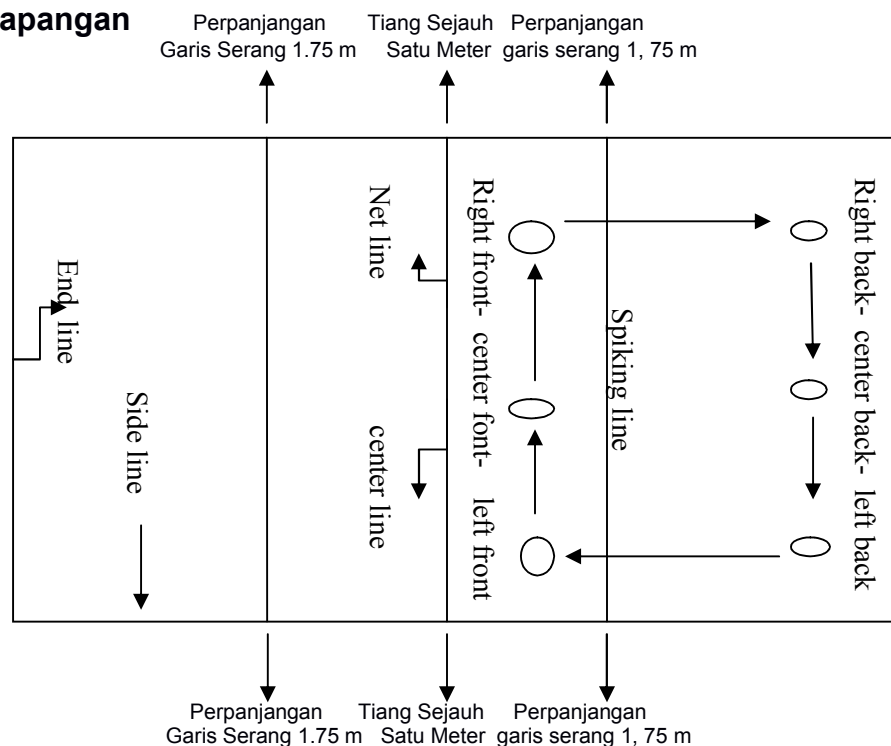 apangan
Perpanjangan Tiang Sejauh Perpanjangan
Garis Serang 1.75 m Satu Meter garis serang 1, 75 m
End line
Side line
Net line
center line
Right front- center font- left front
Spiking line
Right back- center back- left back
Perpanjangan Tiang Sejauh Perpanjangan
Garis Serang 1.75 m Satu Meter garis serang 1, 75 m